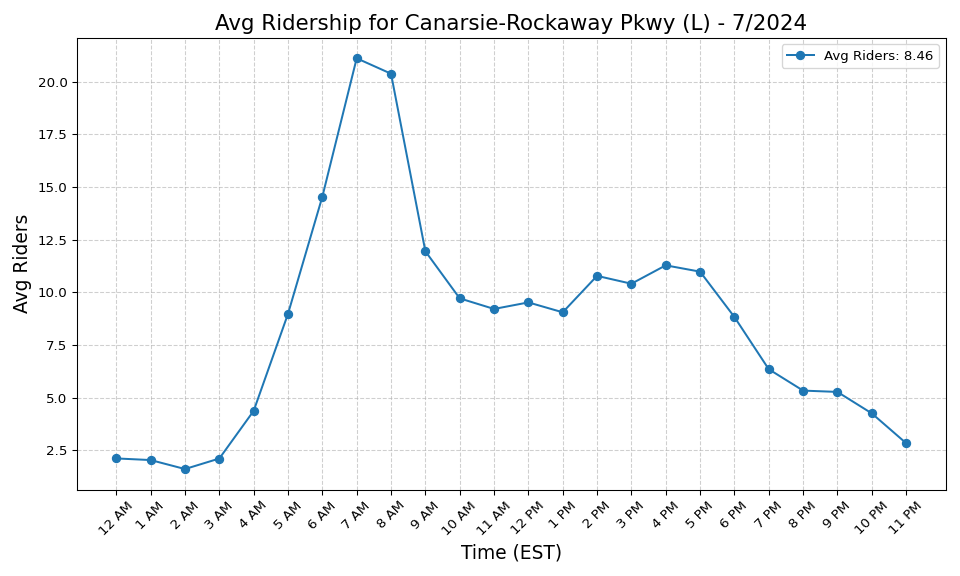 Avg Ridership for Canarsie-Rockaway Pkwy (L) - 7/2024
Avg Riders: 8.46
Avg Riders
20.0
17.5
15.0
12.5
10.0
7.5
5.0
2.5
12 AM
1 AM
2 AM
3 AM
4 AM
5 AM
6 AM
7 AM
8 AM
9 AM
10 AM
11 AM
12 PM
1 PM
2 PM
3 PM
4 PM
5 PM
6 PM
7 PM
8 PM
9 PM
10 PM
11 PM
Time (EST)